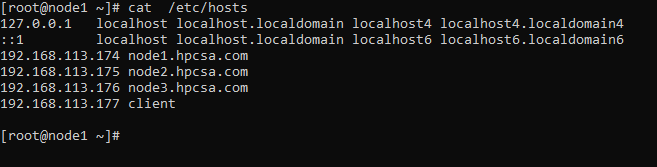 [root@node1 ~]# cat  /etc/hosts
127.0.0.1   localhost localhost.localdomain localhost4 localhost4.localdomain4
::1         localhost localhost.localdomain localhost6 localhost6.localdomain6
192.168.113.174 node1.hpcsa.com
192.168.113.175 node2.hpcsa.com
192.168.113.176 node3.hpcsa.com
192.168.113.177 client
[root@node1 ~]#